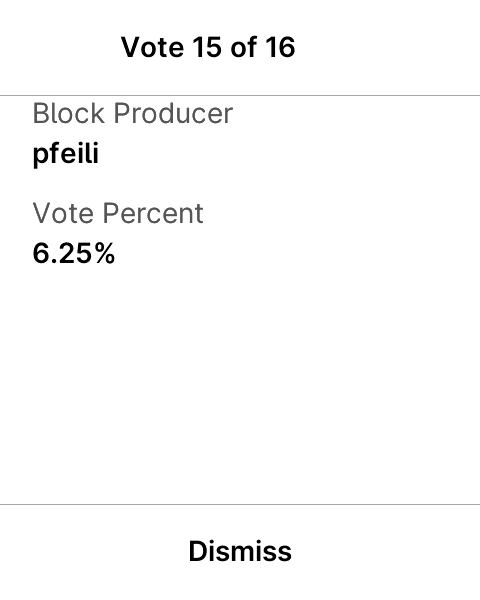 Vote 15 of 16
Block Producer
pfeili
Vote Percent
6.25%
Dismiss